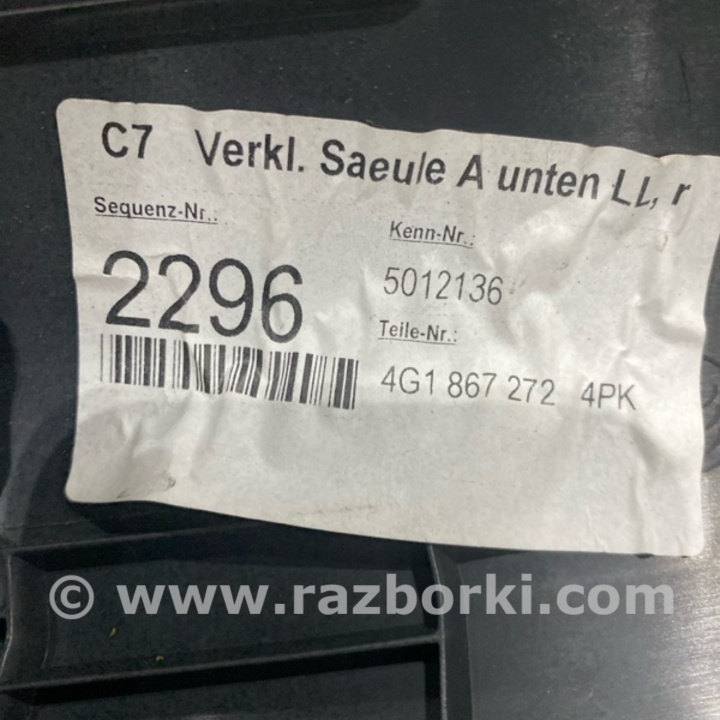 C7 Verkl. Saeule A unten LL, r
Sequenz-Nr.:
2296
Kenn-Nr.:
5012136
Teile-Nr.:
4G1 867 272 4PK
© www.razborki.com